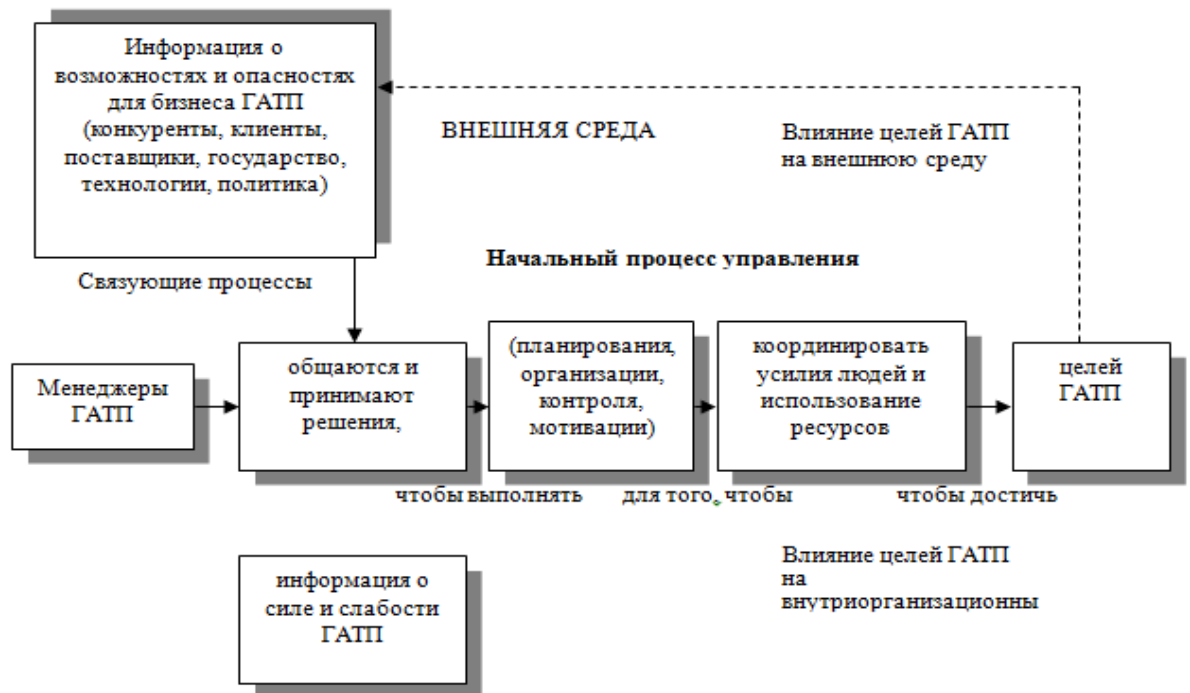 Информация о
возможностях и опасностях
для бизнеса ГАТП
(конкуренты, клиенты,
поставщики, государство,
технологии, политика)
ВНЕШНЯЯ СРЕДА
Влияние целей ГАТП
на внешнюю среду
Связующие процессы
Начальный процесс управления
Менеджеры
ГАТП
общаются и
принимают
решения,
(планирования,
организации,
контроля,
мотивации)
координировать
усилия людей и
использование
ресурсов
целей
ГАТП
чтобы выполнять
для того, чтобы
чтобы достичь
информация о
силе и слабости
ГАТП
Влияние целей ГАТП
на
внутриорганизационны